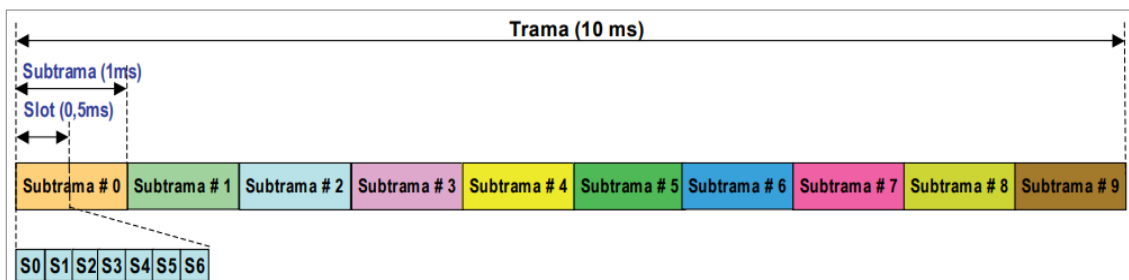 Trama (10 ms)
Subtrama (1ms)
Slot (0,5ms)
Subtrama # 0 Subtrama # 1 Subtrama # 2 Subtrama # 3 Subtrama # 4 Subtrama # 5 Subtrama # 6 Subtrama # 7 Subtrama # 8 Subtrama # 9
S0 S1 S2 S3 S4 S5 S6